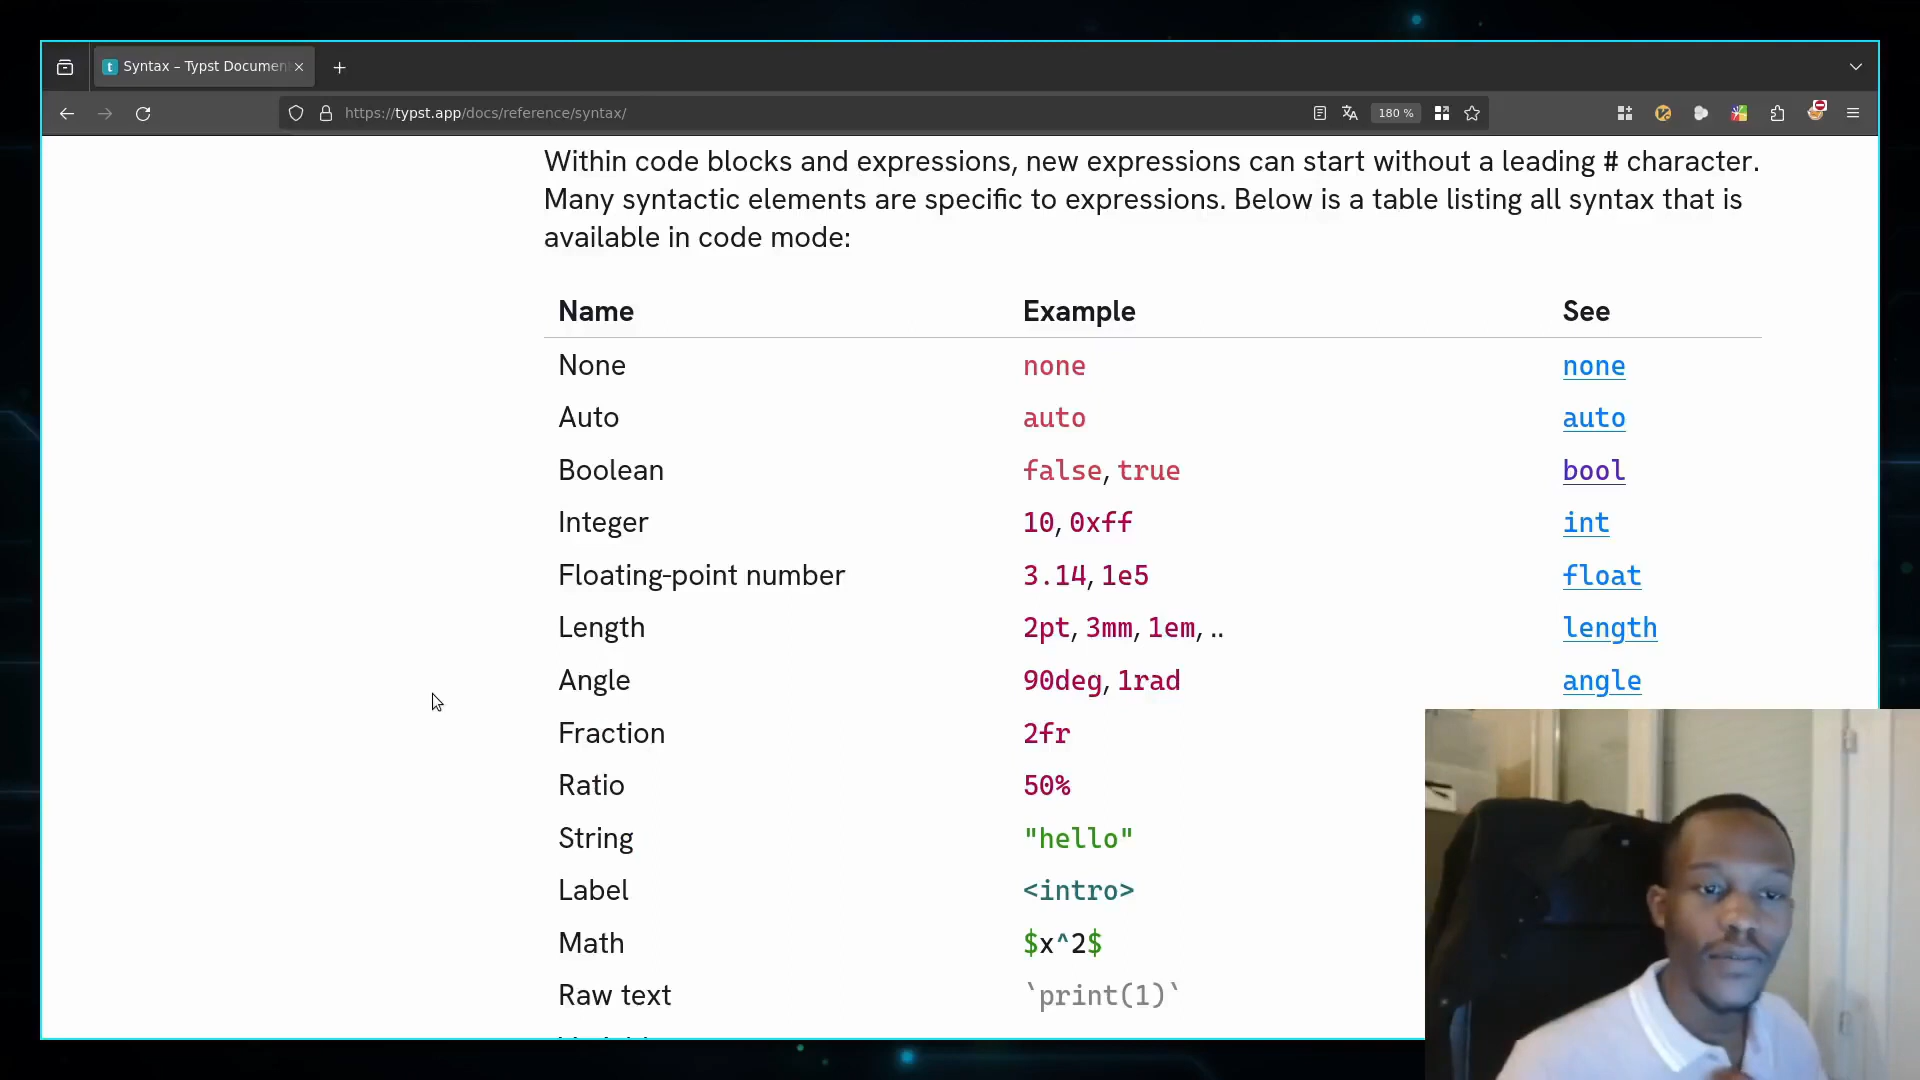 Syntax – Typst Documen
https://typst.app/docs/reference/syntax/
180 %
Within code blocks and expressions, new expressions can start without a leading # character.
Many syntactic elements are specific to expressions. Below is a table listing all syntax that is
available in code mode:
Name Example See
None none none
Auto auto auto
Boolean false, true bool
Integer 10, 0xff int
Floating-point number 3.14, 1e5 float
Length 2pt, 3mm, 1em, .. length
Angle 90deg, 1rad angle
Fraction 2fr
Ratio 50%
String "hello"
Label <intro>
Math $x^2$
Raw text `print(1)`